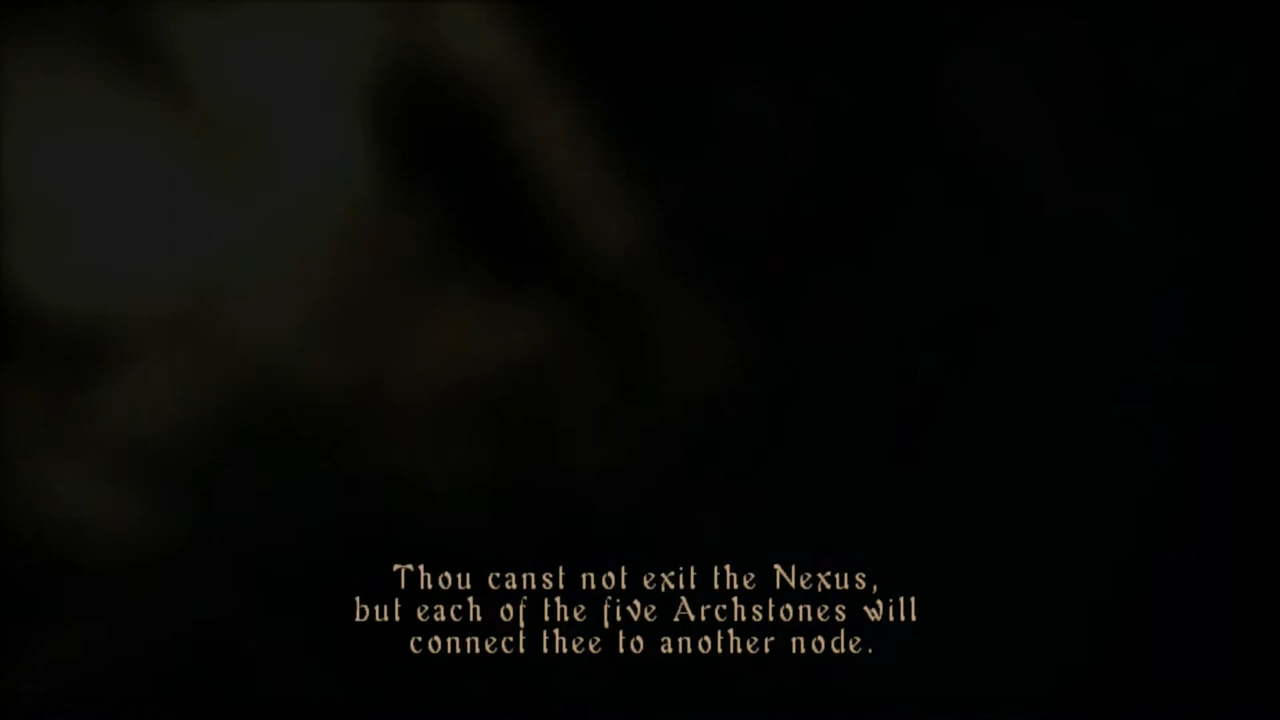 Thou canst not exit the Nexus,
but each of the five Archstones will
connect thee to another node.